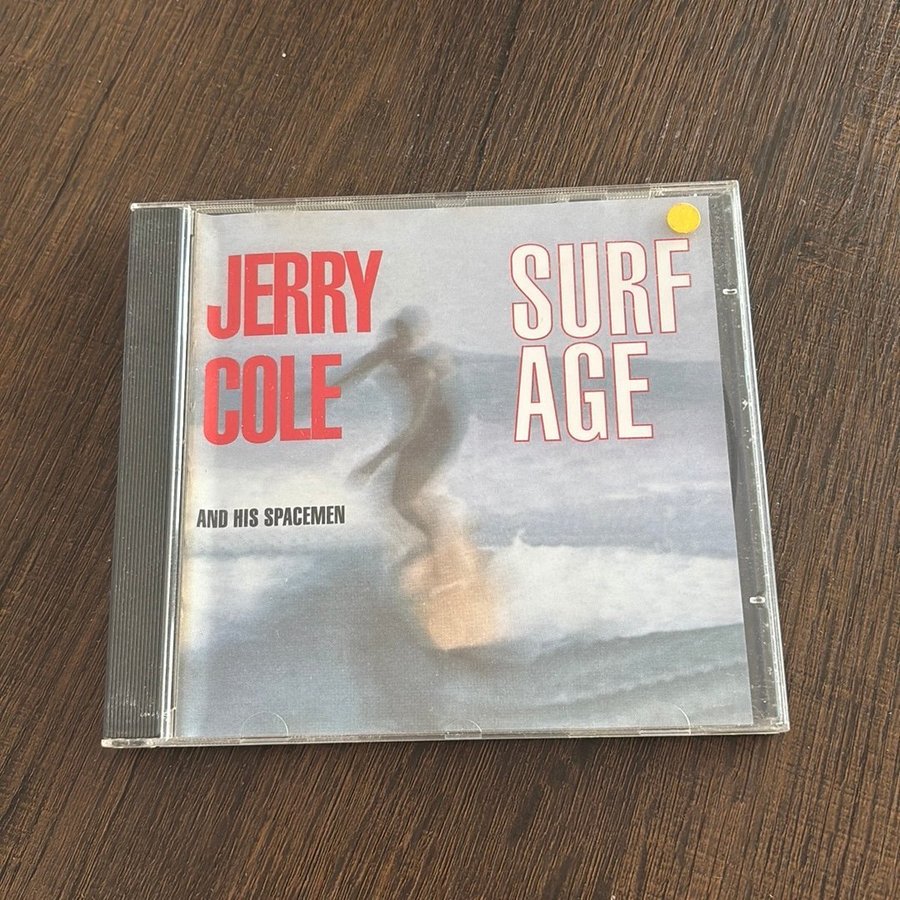 JERRY
COLE
AND HIS SPACEMEN
SURF
AGE